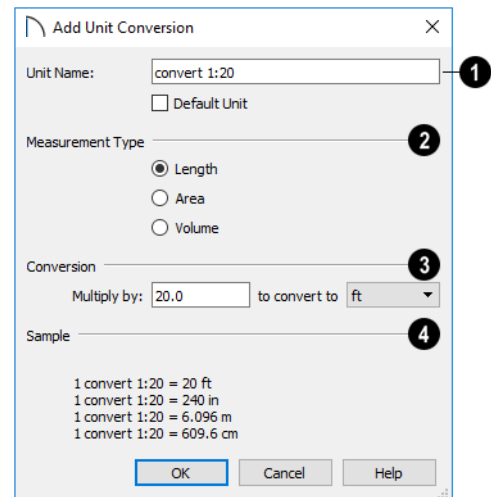 Add Unit Conversion
Unit Name: convert 1:20 1
Default Unit
Measurement Type 2
Length
Area
Volume
Conversion 3
Multiply by: 20.0 to convert to ft
Sample 4
1 convert 1:20 = 20 ft
1 convert 1:20 = 240 in
1 convert 1:20 = 6.096 m
1 convert 1:20 = 609.6 cm
OK Cancel Help